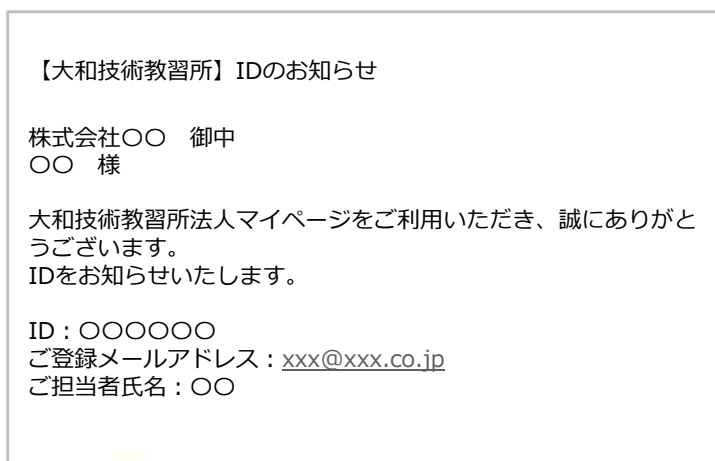 【大和技術教習所】IDのお知らせ
株式会社〇〇　御中
〇〇　様
大和技術教習所法人マイページをご利用いただき、誠にありがと
うございます。
IDをお知らせいたします。
ID：〇〇〇〇〇〇
ご登録メールアドレス：xxx@xxx.co.jp
ご担当者氏名：〇〇